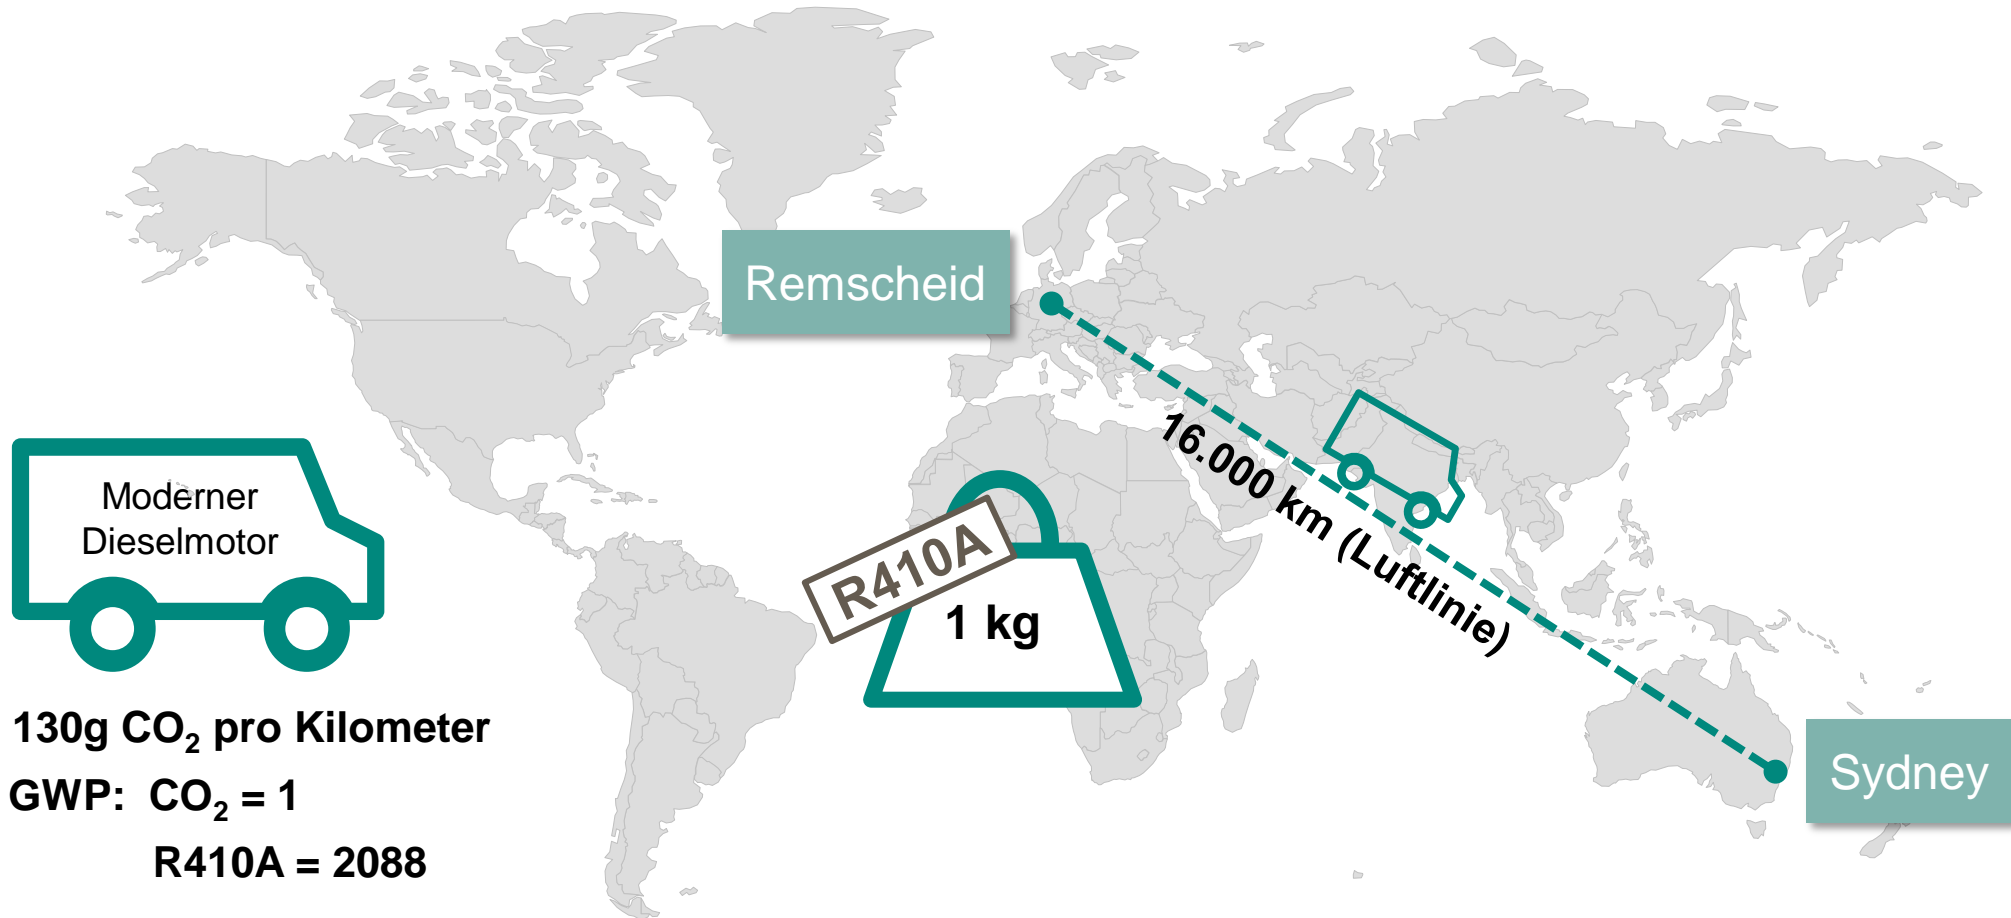 Remscheid
16.000 km (Luftlinie)
Moderner
Dieselmotor
R410A
1 kg
130g CO₂ pro Kilometer
GWP: CO₂ = 1
R410A = 2088
Sydney